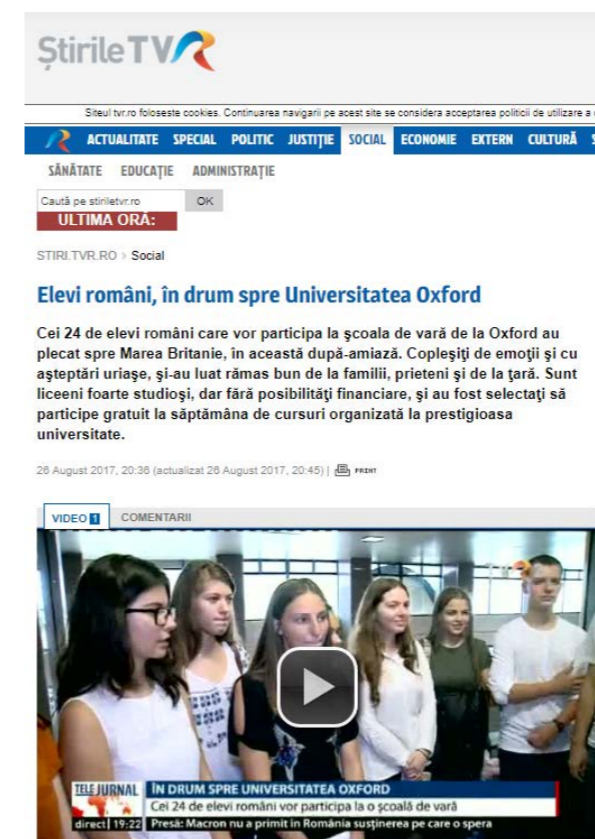 Știrile TVR
Siteul tvr.ro foloseste cookies. Continuarea navigarii pe acest site se considera acceptarea politicii de utilizare a
ACTUALITATE SPECIAL POLITIC JUSTIŢIE SOCIAL ECONOMIE EXTERN CULTURĂ
SĂNĂTATE EDUCAŢIE ADMINISTRAŢIE
Caută pe stiriletvr.ro OK
ULTIMA ORĂ:
STIRI.TVR.RO > Social
Elevi români, în drum spre Universitatea Oxford
Cei 24 de elevi români care vor participa la şcoala de vară de la Oxford au
plecat spre Marea Britanie, în această după-amiază. Copleşiţi de emoţii şi cu
aşteptări uriaşe, şi-au luat rămas bun de la familii, prieteni şi de la ţară. Sunt
liceeni foarte studioşi, dar fără posibilităţi financiare, şi au fost selectaţi să
participe gratuit la săptămâna de cursuri organizată la prestigioasa
universitate.
26 August 2017, 20:36 (actualizat 26 August 2017, 20:45) | PRINT
VIDEO 1 COMENTARII
TELEJURNAL ÎN DRUM SPRE UNIVERSITATEA OXFORD
Cei 24 de elevi români vor participa la o şcoală de vară
direct 19:22 Presă: Macron nu a primit în România susţinerea pe care o spera